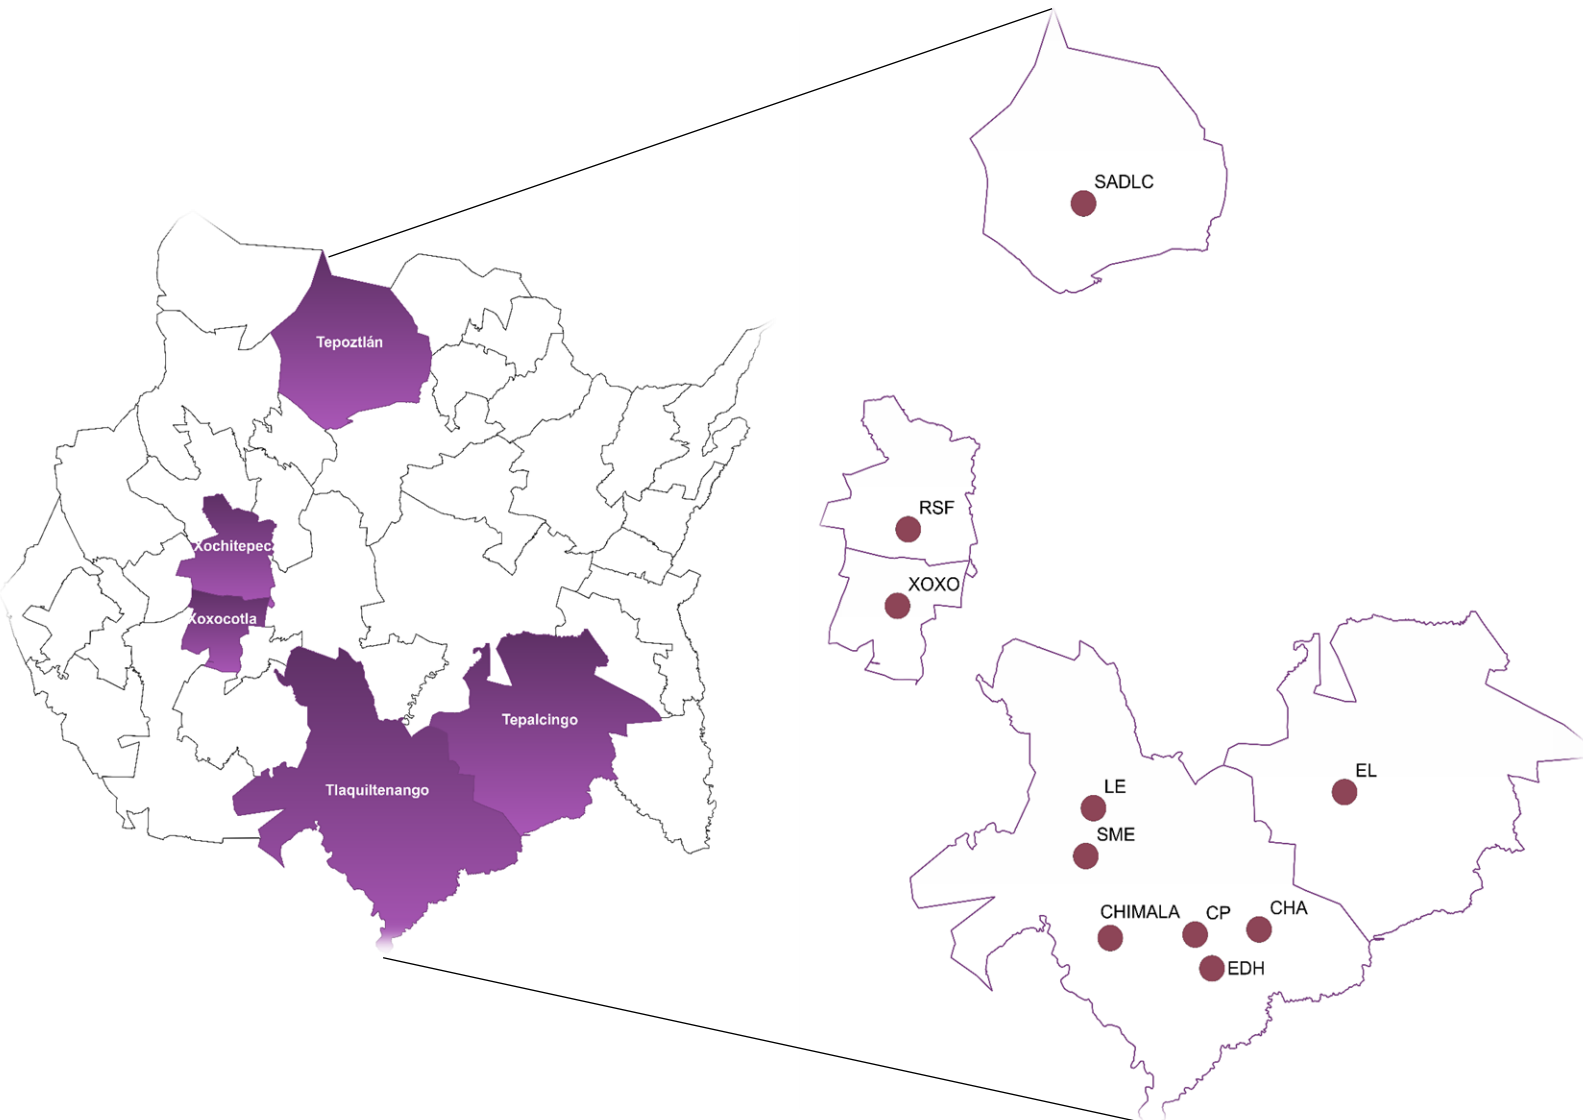 Tepoztlán
Xochitepec
Xoxocotla
Tepalcingo
Tlaquiltenango
SADLC
RSF
XOXO
LE
EL
SME
CHIMALA
CP
CHA
EDH